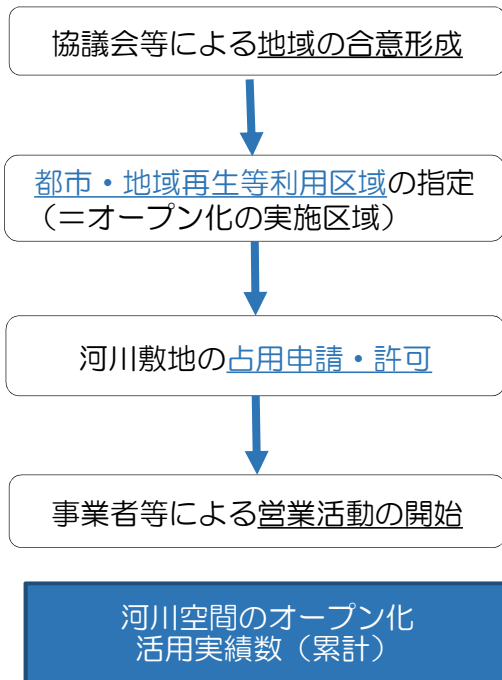 協議会等による地域の合意形成
都市・地域再生等利用区域の指定
（＝オープン化の実施区域）
河川敷地の占用申請・許可
事業者等による営業活動の開始
河川空間のオープン化
活用実績数（累計）